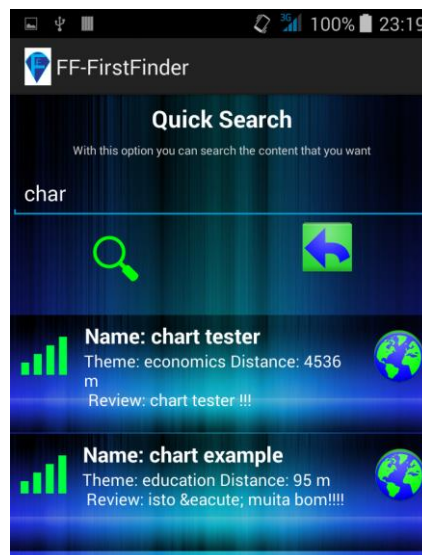 3G 100% 23:19
FF-FirstFinder
Quick Search
With this option you can search the content that you want
char
Name: chart tester
Theme: economics Distance: 4536
m
Review: chart tester !!!
Name: chart example
Theme: education Distance: 95 m
Review: isto &eacute; muita bom!!!!